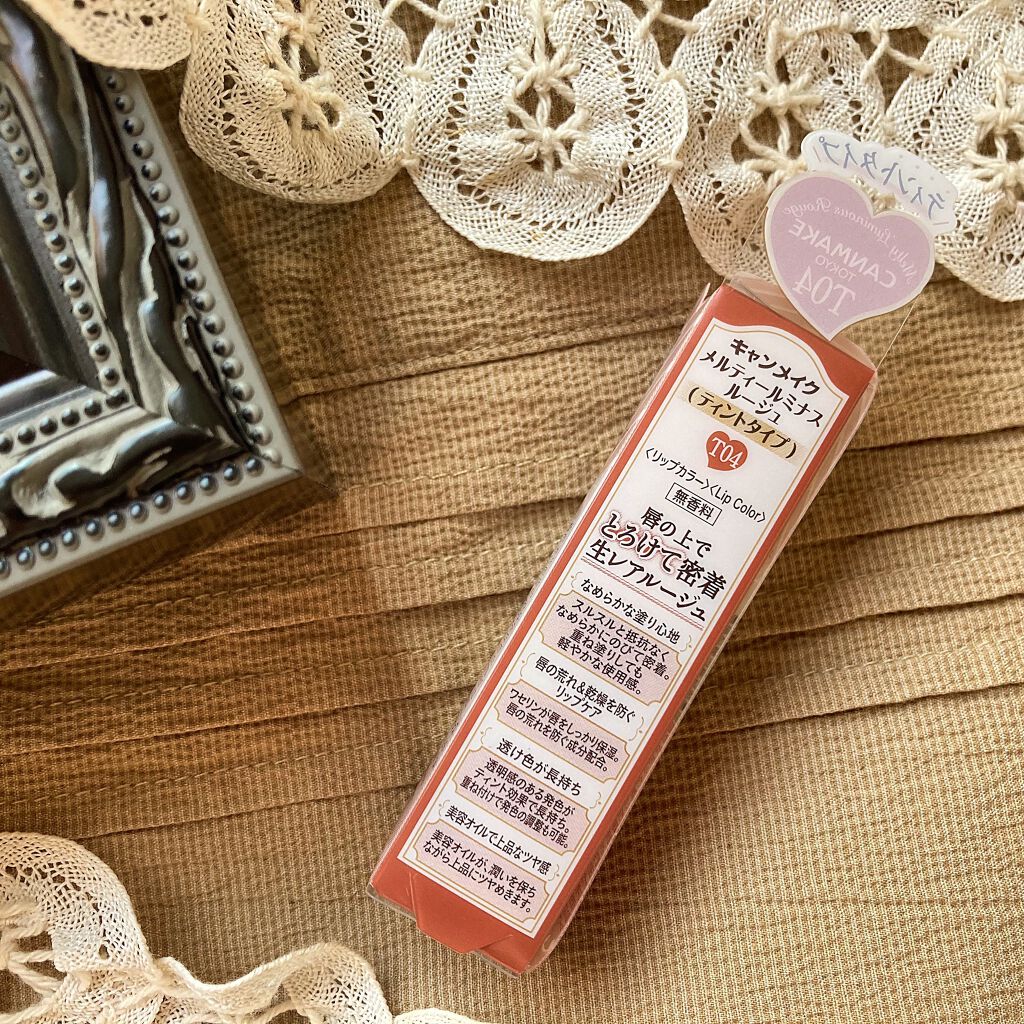 ティントタイプ
Melty Luminous Rouge
CANMAKE
TOKYO
T04
キャンメイク
メルティールミナス
ルージュ
(ティントタイプ)
T04
〈リップカラー〉〈Lip Color〉
無香料
唇の上で
とろけて密着
生レアルージュ
なめらかな塗り心地
スルスルと抵抗なく
なめらかにのびて密着。
重ね塗りしても
軽やかな使用感。
唇の荒れ&乾燥を防ぐ
リップケア
ワセリンが唇をしっかり保湿。
唇の荒れを防ぐ成分配合。
透け色が長持ち
透明感のある発色が
ティント効果で長持ち。
重ね付けで発色の調整も可能。
美容オイルで上品なツヤ感
美容オイルが、潤いを保ち
ながら上品にツヤめきます。